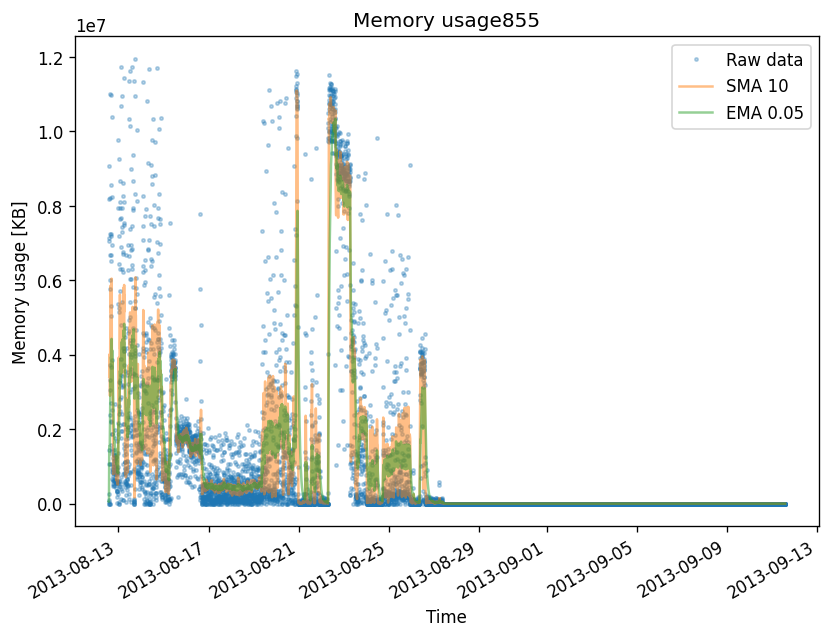 Memory usage855
1e7
Raw data
SMA 10
EMA 0.05
1.2
1.0
0.8
0.6
0.4
0.2
0.0
Memory usage [KB]
2013-08-13
2013-08-17
2013-08-21
2013-08-25
2013-08-29
2013-09-01
2013-09-05
2013-09-09
2013-09-13
Time